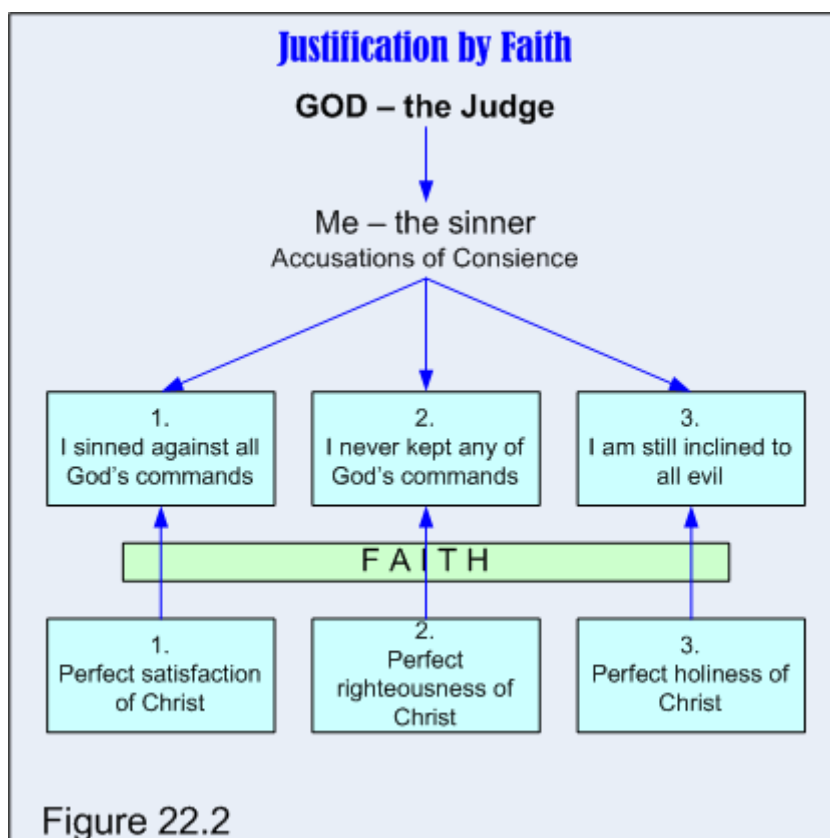 Justification by Faith
GOD – the Judge
Me – the sinner
Accusations of Consience
1.
I sinned against all
God's commands
2.
I never kept any of
God's commands
3.
I am still inclined to
all evil
F A I T H
1.
Perfect satisfaction
of Christ
2.
Perfect
righteousness of
Christ
3.
Perfect holiness of
Christ
Figure 22.2